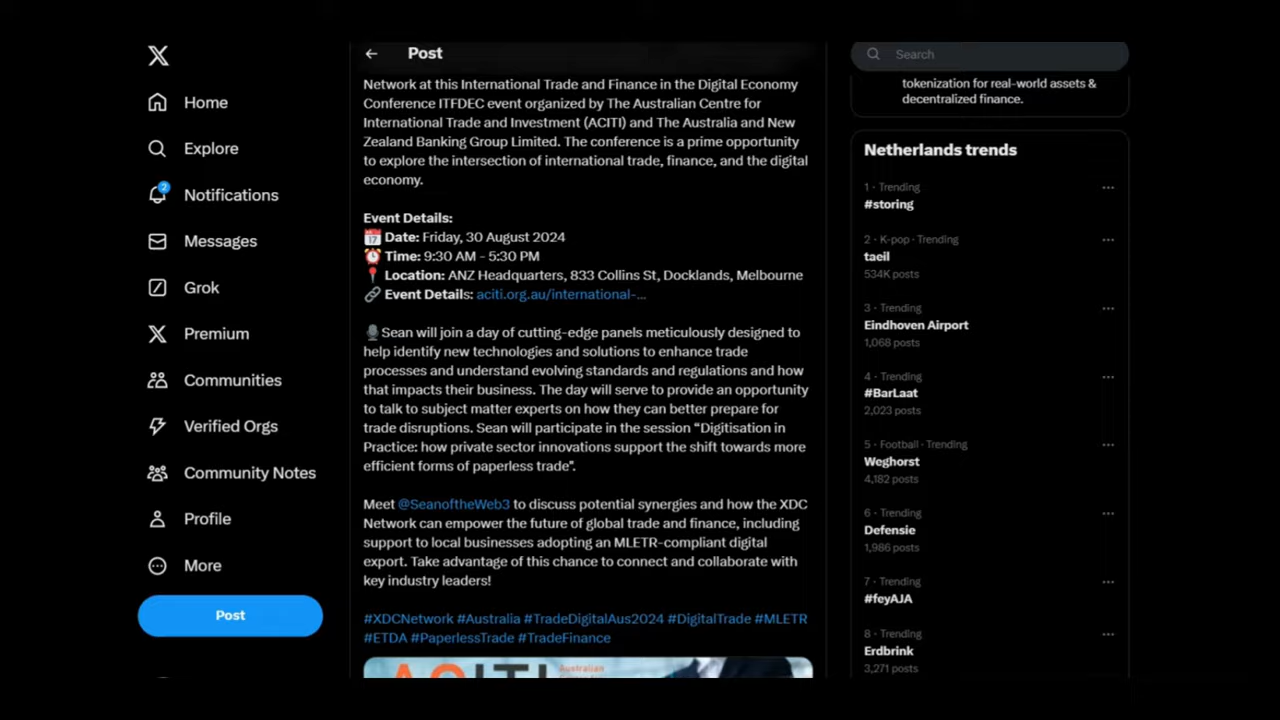 Home
Explore
2
Notifications
Messages
Grok
Premium
Communities
Verified Orgs
Community Notes
Profile
More
Post
Post
Network at this International Trade and Finance in the Digital Economy
Conference ITFDEC event organized by The Australian Centre for
International Trade and Investment (ACITI) and The Australia and New
Zealand Banking Group Limited. The conference is a prime opportunity
to explore the intersection of international trade, finance, and the digital
economy.
Event Details:
📅 Date: Friday, 30 August 2024
⏰ Time: 9:30 AM - 5:30 PM
📍 Location: ANZ Headquarters, 833 Collins St, Docklands, Melbourne
🔗 Event Details: aciti.org.au/international-...
🎙️Sean will join a day of cutting-edge panels meticulously designed to
help identify new technologies and solutions to enhance trade
processes and understand evolving standards and regulations and how
that impacts their business. The day will serve to provide an opportunity
to talk to subject matter experts on how they can better prepare for
trade disruptions. Sean will participate in the session “Digitisation in
Practice: how private sector innovations support the shift towards more
efficient forms of paperless trade”.
Meet @SeanoftheWeb3 to discuss potential synergies and how the XDC
Network can empower the future of global trade and finance, including
support to local businesses adopting an MLETR-compliant digital
export. Take advantage of this chance to connect and collaborate with
key industry leaders!
#XDCNetwork #Australia #TradeDigitalAus2024 #DigitalTrade #MLETR
#ETDA #PaperlessTrade #TradeFinance
ACITI
Australian
Search
tokenization for real-world assets &
decentralized finance.
Netherlands trends
1 · Trending
#storing
2 · K-pop · Trending
taeil
534K posts
3 · Trending
Eindhoven Airport
1,068 posts
4 · Trending
#BarLaat
2,023 posts
5 · Football · Trending
Weghorst
4,182 posts
6 · Trending
Defensie
1,986 posts
7 · Trending
#feyAJA
8 · Trending
Erdbrink
3,271 posts